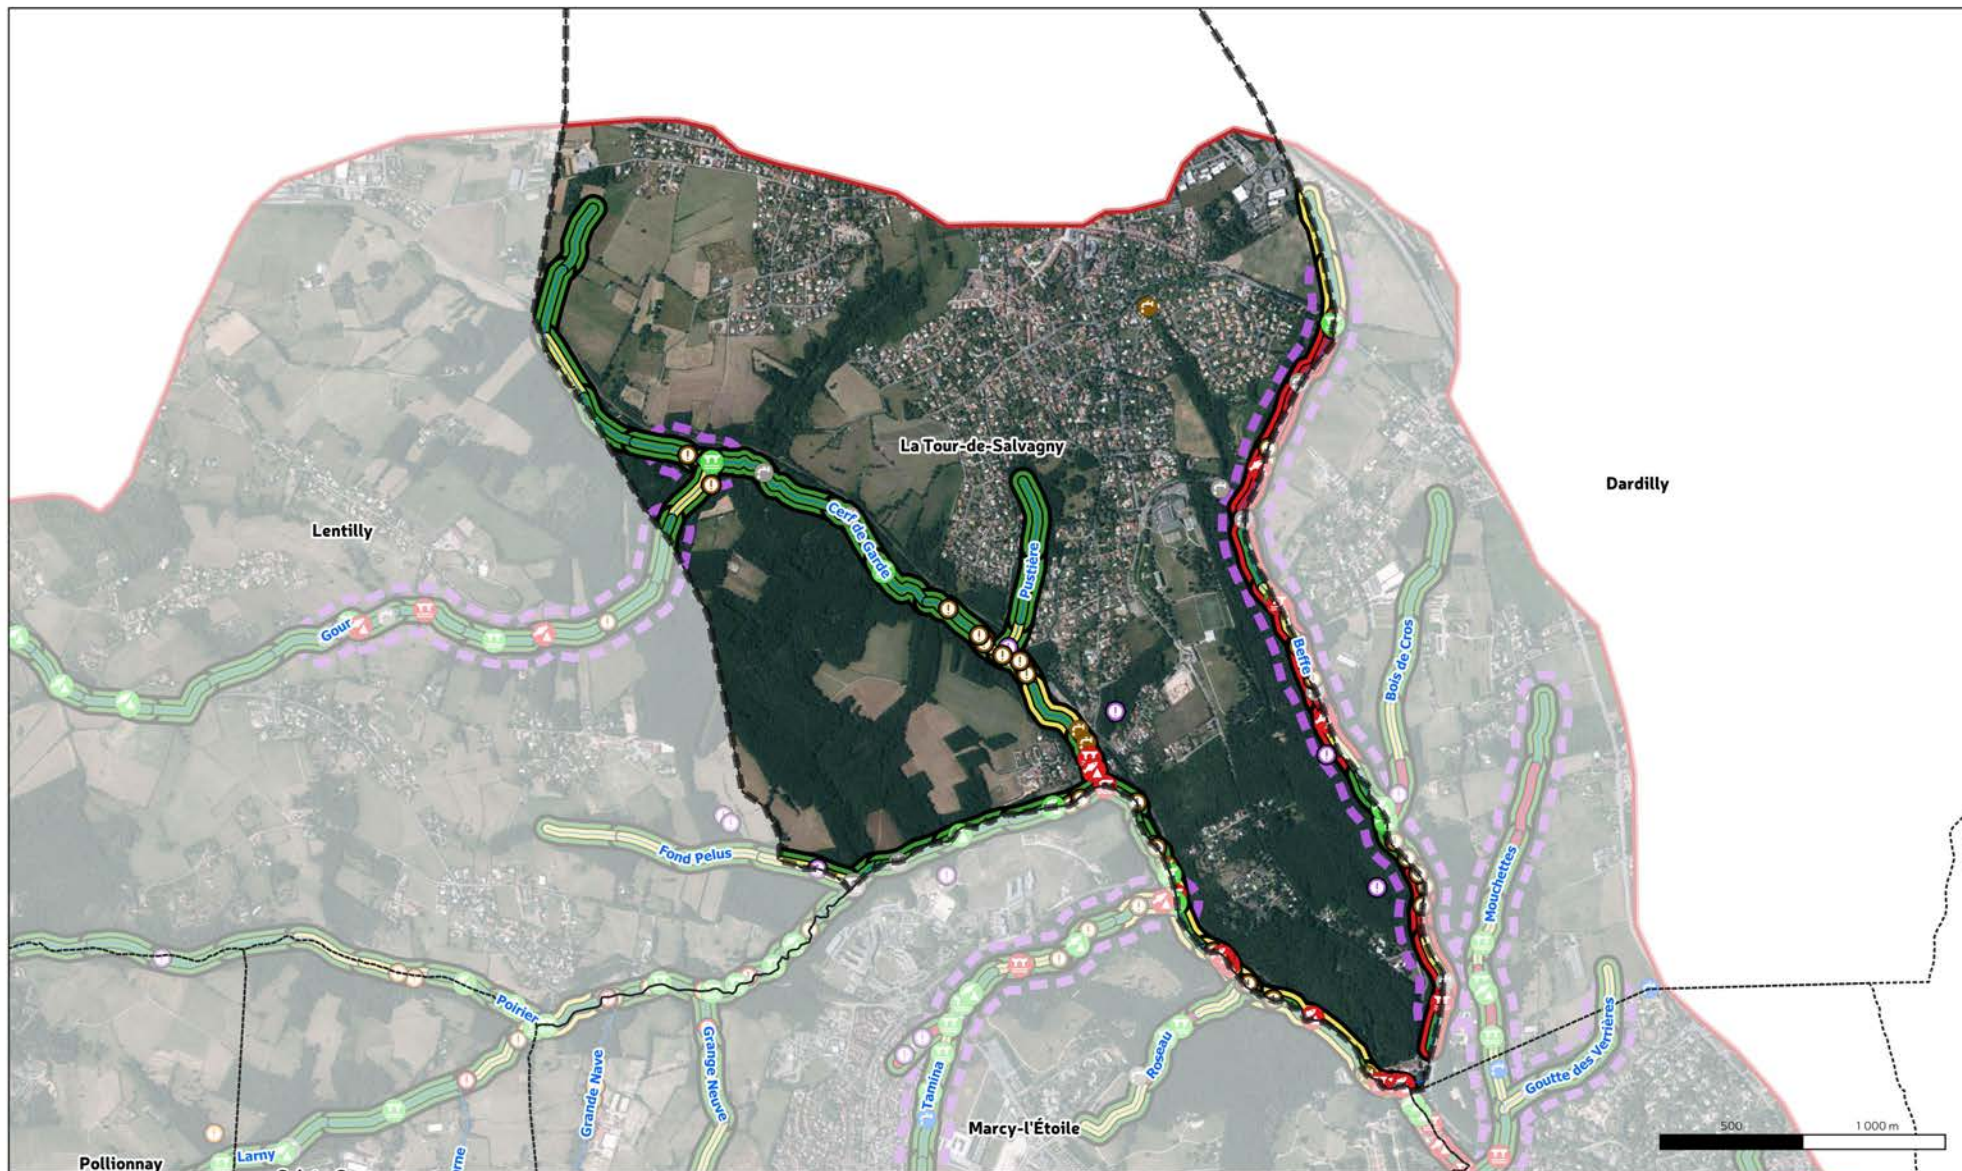 La Tour-de-Salvagny
Dardilly
Lentilly
Cerf de Garde
Pustière
Gour
Beffe
Bois de Cros
Fond Pelus
Mouchettes
Poirier
Grange Neuve
Grande Nave
Roseau
Tamina
Goutte des Verrières
Marcy-l'Étoile
500
1 000 m
Larny
Pollionnay